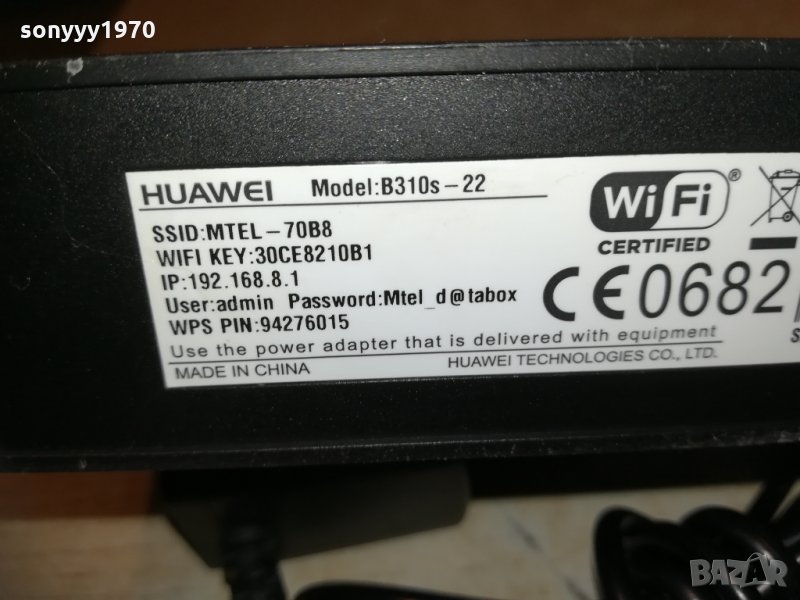 sonyyy1970
HUAWEI Model:B310s-22
SSID:MTEL-70B8
WIFI KEY:30CE8210B1
IP:192.168.8.1
User:admin Password:Mtel_d@tabox
WPS PIN:94276015
Use the power adapter that is delivered with equipment
MADE IN CHINA HUAWEI TECHNOLOGIES CO., LTD.
WiFi®
CERTIFIED
CE0682
S
BAZAR